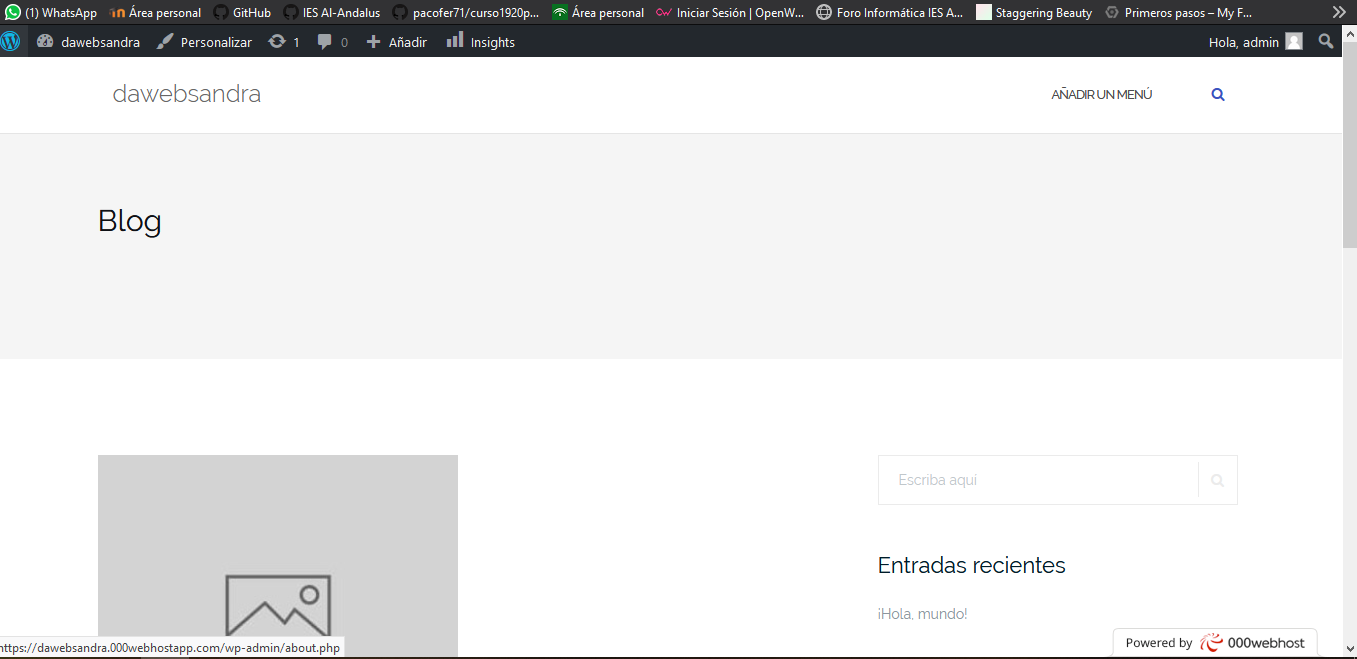 (1) WhatsApp Área personal GitHub IES Al-Andalus pacofer71/curso1920p... Área personal Iniciar Sesión | OpenW... Foro Informática IES A... Staggering Beauty Primeros pasos – My F...
dawebsandra Personalizar 1 0 Añadir Insights Hola, admin
dawebsandra AÑADIR UN MENÚ
Blog
Escriba aquí
Entradas recientes
¡Hola, mundo!
Powered by 000webhost
https://dawebsandra.000webhostapp.com/wp-admin/about.php